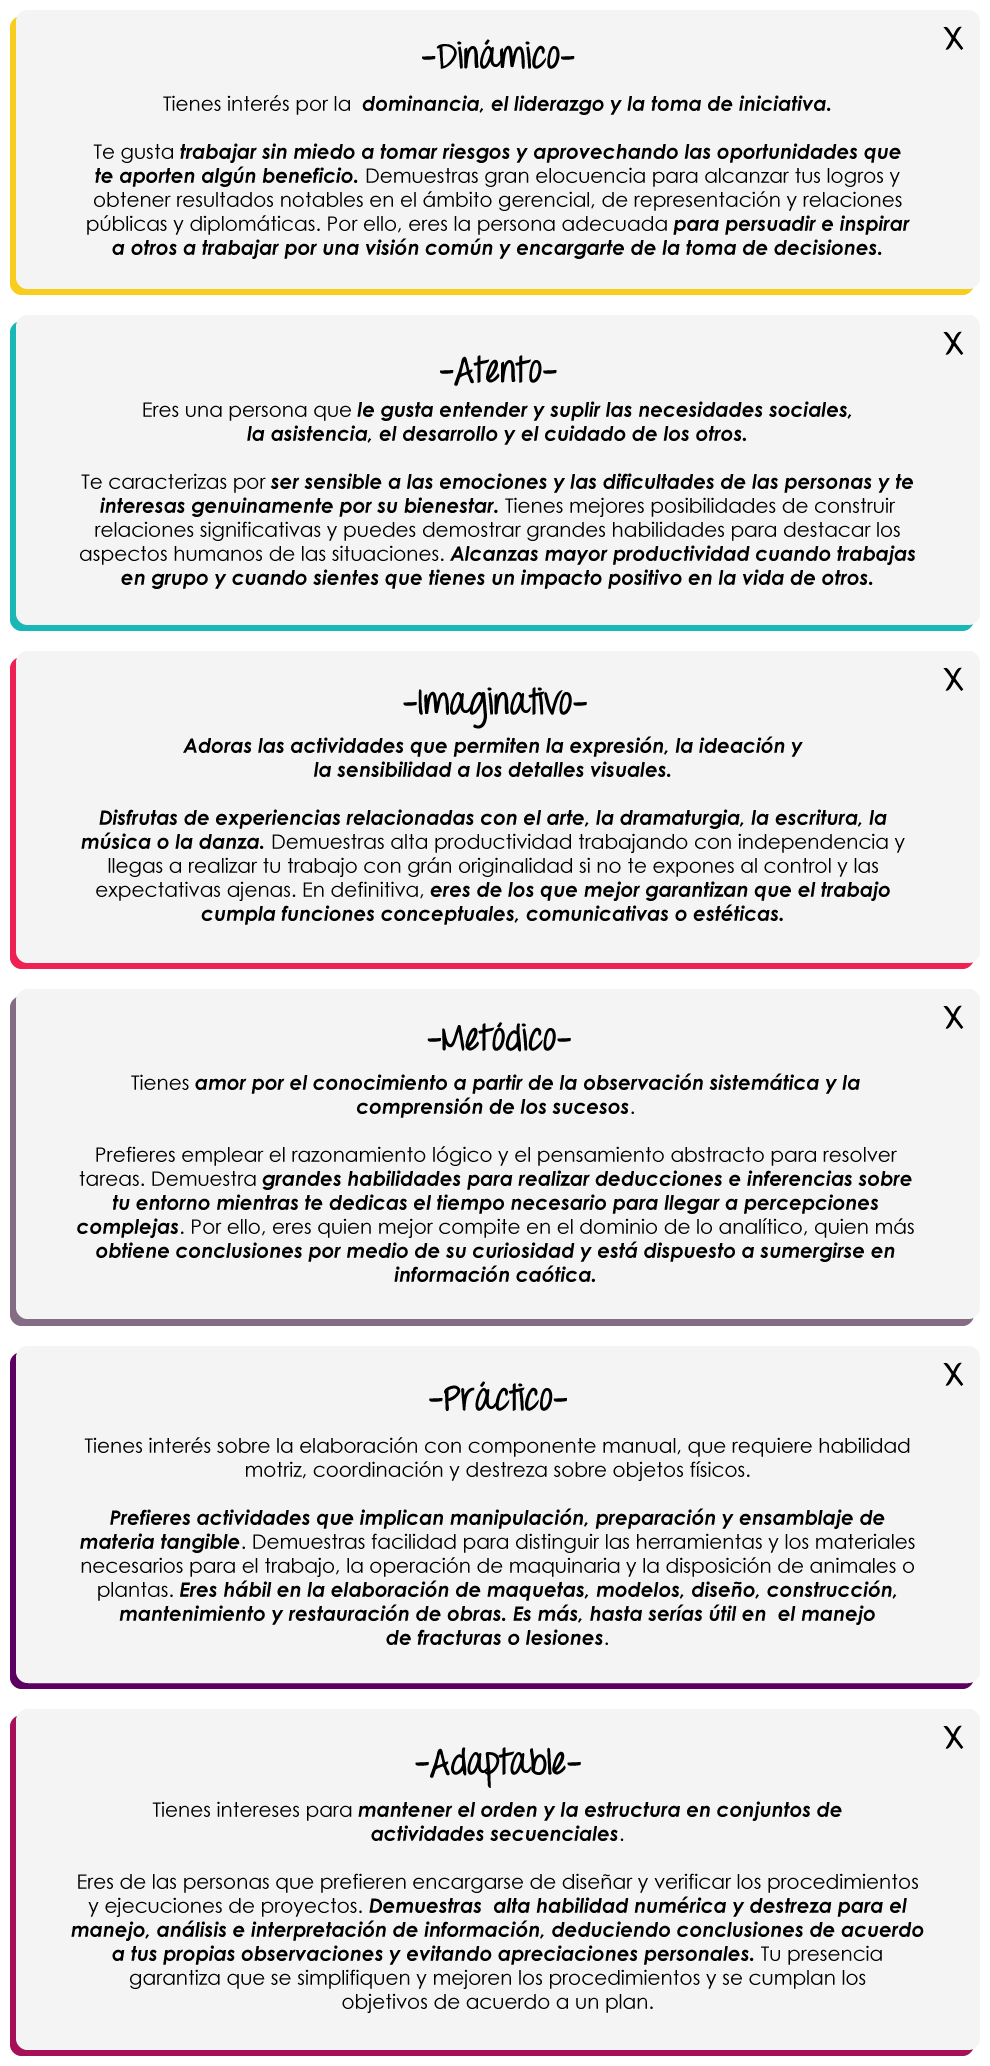 X
-Dinámico-
Tienes interés por la  dominancia, el liderazgo y la toma de iniciativa.
Te gusta trabajar sin miedo a tomar riesgos y aprovechando las oportunidades que
te aporten algún beneficio. Demuestras gran elocuencia para alcanzar tus logros y
obtener resultados notables en el ámbito gerencial, de representación y relaciones
públicas y diplomáticas. Por ello, eres la persona adecuada para persuadir e inspirar
a otros a trabajar por una visión común y encargarte de la toma de decisiones.
X
-Atento-
Eres una persona que le gusta entender y suplir las necesidades sociales,
la asistencia, el desarrollo y el cuidado de los otros.
Te caracterizas por ser sensible a las emociones y las dificultades de las personas y te
interesas genuinamente por su bienestar. Tienes mejores posibilidades de construir
relaciones significativas y puedes demostrar grandes habilidades para destacar los
aspectos humanos de las situaciones. Alcanzas mayor productividad cuando trabajas
en grupo y cuando sientes que tienes un impacto positivo en la vida de otros.
X
-Imaginativo-
Adoras las actividades que permiten la expresión, la ideación y
la sensibilidad a los detalles visuales.
Disfrutas de experiencias relacionadas con el arte, la dramaturgia, la escritura, la
música o la danza. Demuestras alta productividad trabajando con independencia y
llegas a realizar tu trabajo con grán originalidad si no te expones al control y las
expectativas ajenas. En definitiva, eres de los que mejor garantizan que el trabajo
cumpla funciones conceptuales, comunicativas o estéticas.
X
-Metódico-
Tienes amor por el conocimiento a partir de la observación sistemática y la
comprensión de los sucesos.
Prefieres emplear el razonamiento lógico y el pensamiento abstracto para resolver
tareas. Demuestra grandes habilidades para realizar deducciones e inferencias sobre
tu entorno mientras te dedicas el tiempo necesario para llegar a percepciones
complejas. Por ello, eres quien mejor compite en el dominio de lo analítico, quien más
obtiene conclusiones por medio de su curiosidad y está dispuesto a sumergirse en
información caótica.
X
-Práctico-
Tienes interés sobre la elaboración con componente manual, que requiere habilidad
motriz, coordinación y destreza sobre objetos físicos.
Prefieres actividades que implican manipulación, preparación y ensamblaje de
materia tangible. Demuestras facilidad para distinguir las herramientas y los materiales
necesarios para el trabajo, la operación de maquinaria y la disposición de animales o
plantas. Eres hábil en la elaboración de maquetas, modelos, diseño, construcción,
mantenimiento y restauración de obras. Es más, hasta serías útil en  el manejo
de fracturas o lesiones.
X
-Adaptable-
Tienes intereses para mantener el orden y la estructura en conjuntos de
actividades secuenciales.
Eres de las personas que prefieren encargarse de diseñar y verificar los procedimientos
y ejecuciones de proyectos. Demuestras  alta habilidad numérica y destreza para el
manejo, análisis e interpretación de información, deduciendo conclusiones de acuerdo
a tus propias observaciones y evitando apreciaciones personales. Tu presencia
garantiza que se simplifiquen y mejoren los procedimientos y se cumplan los
objetivos de acuerdo a un plan.